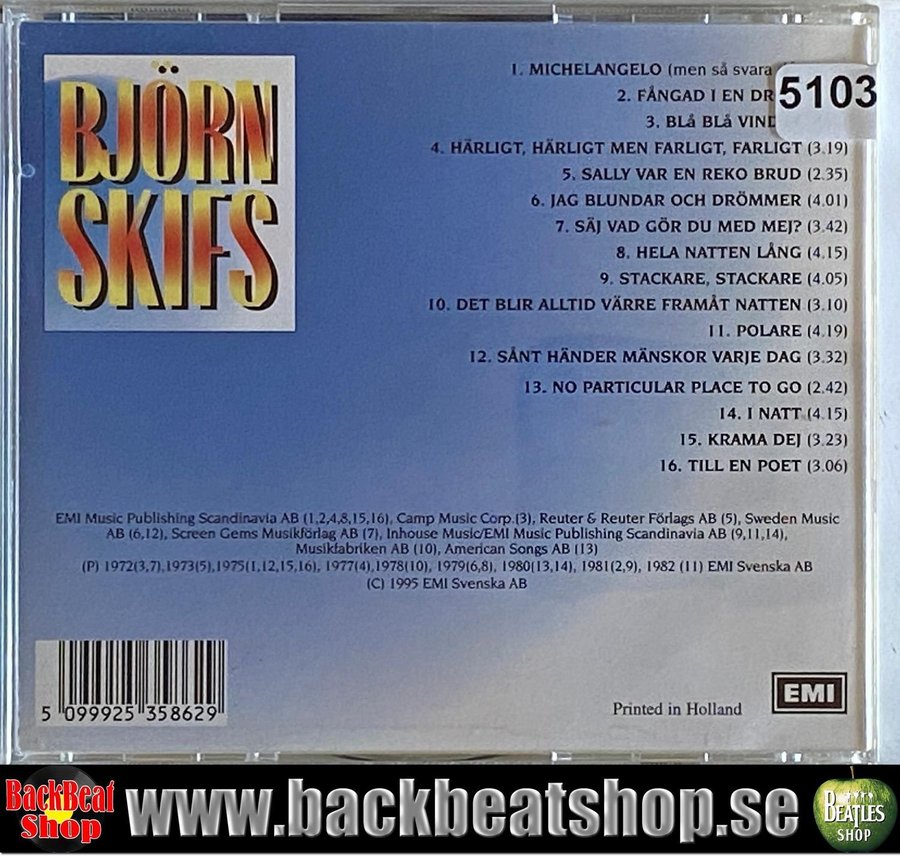 BJÖRN
SKIFS
1. MICHELANGELO (men så svara
2. FÅNGAD I EN
3. BLÅ BLÅ
4. HÄRLIGT, HÄRLIGT MEN FARLIGT, FARLIGT (3.19)
5. SALLY VAR EN REKO BRUD (2.35)
6. JAG BLUNDAR OCH DRÖMMER (4.01)
7. SÄJ VAD GÖR DU MED MEJ? (3.42)
8. HELA NATTEN LÅNG (4.15)
9. STACKARE, STACKARE (4.05)
10. DET BLIR ALLTID VÄRRE FRAMÅT NATTEN (3.10)
11. POLARE (4.19)
12. SÅNT HÄNDER MÄNSKOR VARJE DAG (3.32)
13. NO PARTICULAR PLACE TO GO (2.42)
14. I NATT (4.15)
15. KRAMA DEJ (3.23)
16. TILL EN POET (3.06)
5103
EMI Music Publishing Scandinavia AB (1,2,4,8,15,16), Camp Music Corp.(3), Reuter & Reuter Förlags AB (5), Sweden Music
AB (6,12), Screen Gems Musikförlag AB (7), Inhouse Music/EMI Music Publishing Scandinavia AB (9,11,14),
Musikfabriken AB (10), American Songs AB (13)
(P) 1972(3,7),1973(5),1975(1,12,15,16), 1977(4),1978(10), 1979(6,8), 1980(13,14), 1981(2,9), 1982 (11) EMI Svenska AB
(C) 1995 EMI Svenska AB
5 099925 358629
Printed in Holland
EMI
BackBeat
Shop
www.backbeatshop.se
BEATLES
SHOP